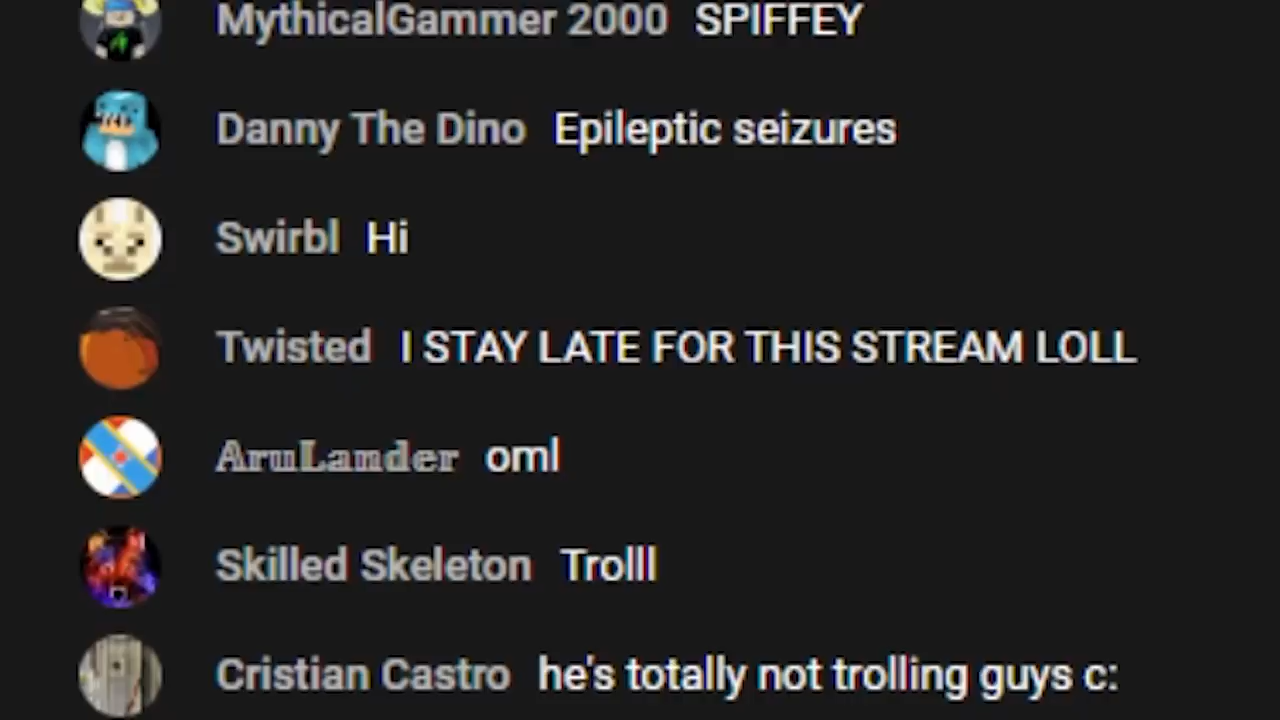 MythicalGammer 2000 SPIFFEY
Danny The Dino Epileptic seizures
Swirbl Hi
Twisted I STAY LATE FOR THIS STREAM LOLL
𝔸𝕣𝕦𝕃𝕒𝕟𝕕𝕖𝕣 oml
Skilled Skeleton Trolll
Cristian Castro he's totally not trolling guys c: